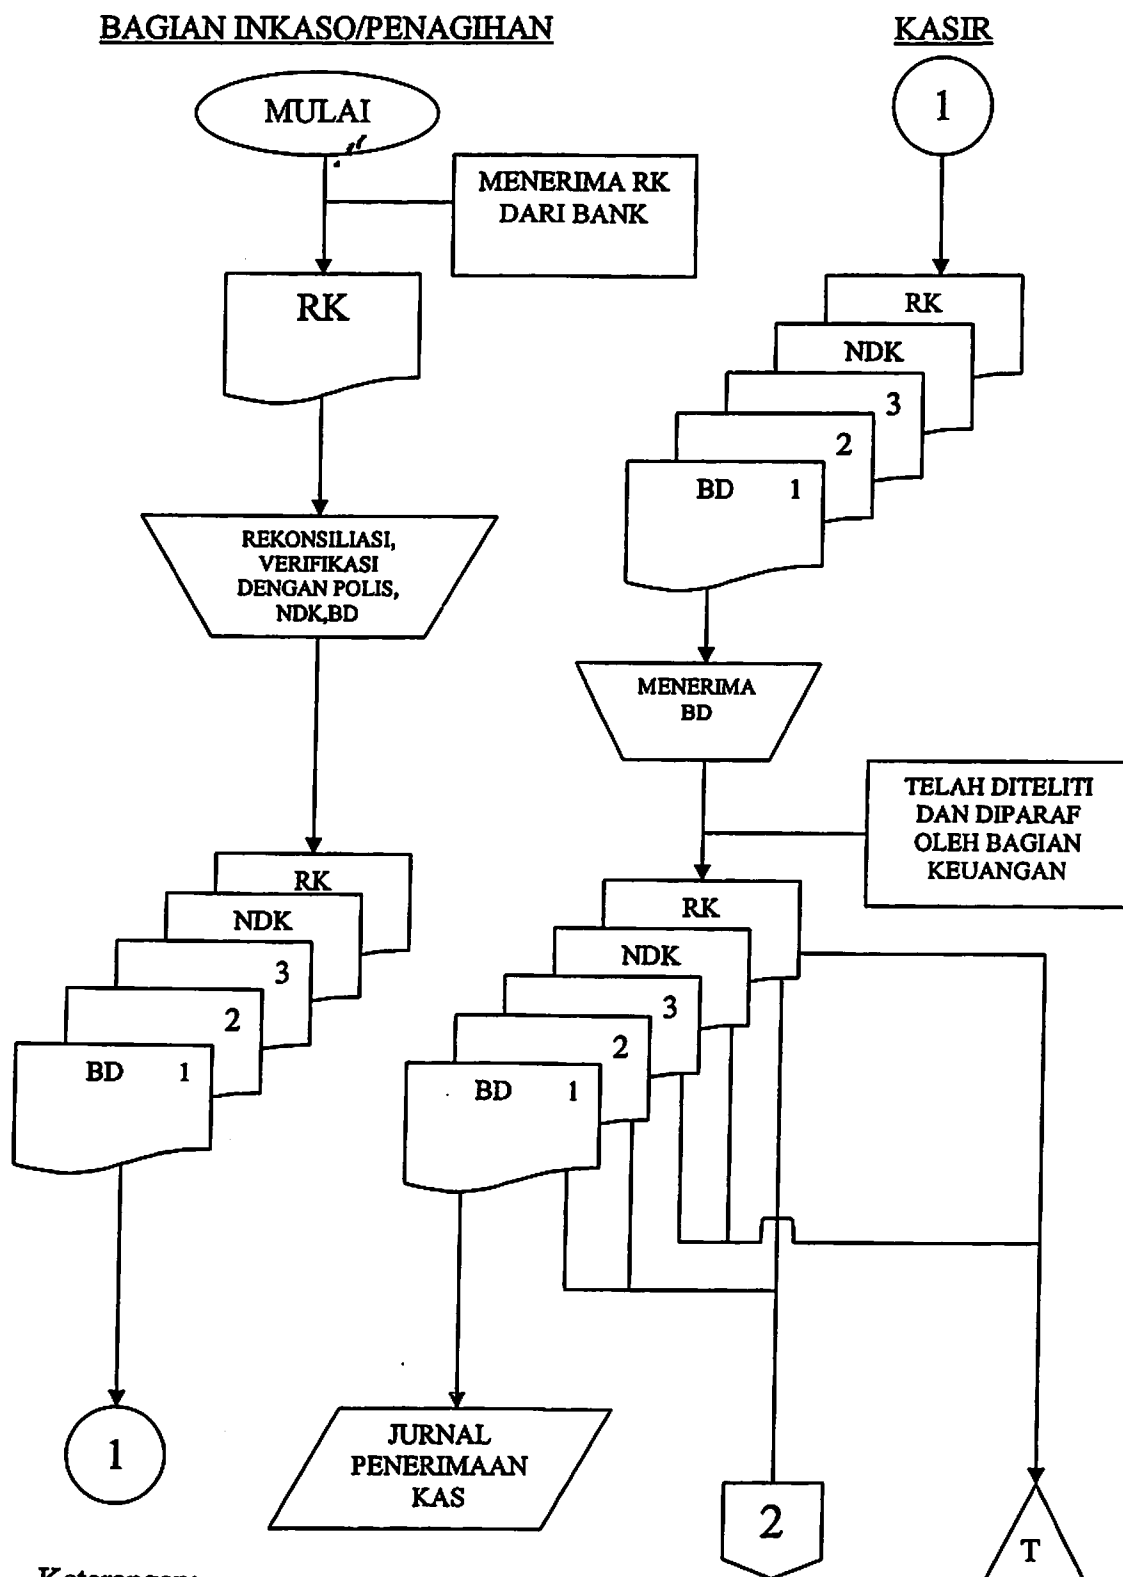 BAGIAN INKASO/PENAGIHAN
MULAI
MENERIMA RK
DARI BANK
RK
REKONSILIASI,
VERIFIKASI
DENGAN POLIS,
NDK,BD
RK
NDK
3
2
BD 1
1
KASIR
1
RK
NDK
3
2
BD 1
MENERIMA
BD
TELAH DITELITI
DAN DIPARAF
OLEH BAGIAN
KEUANGAN
RK
NDK
3
2
BD 1
JURNAL
PENERIMAAN
KAS
2
T
Keterangan: